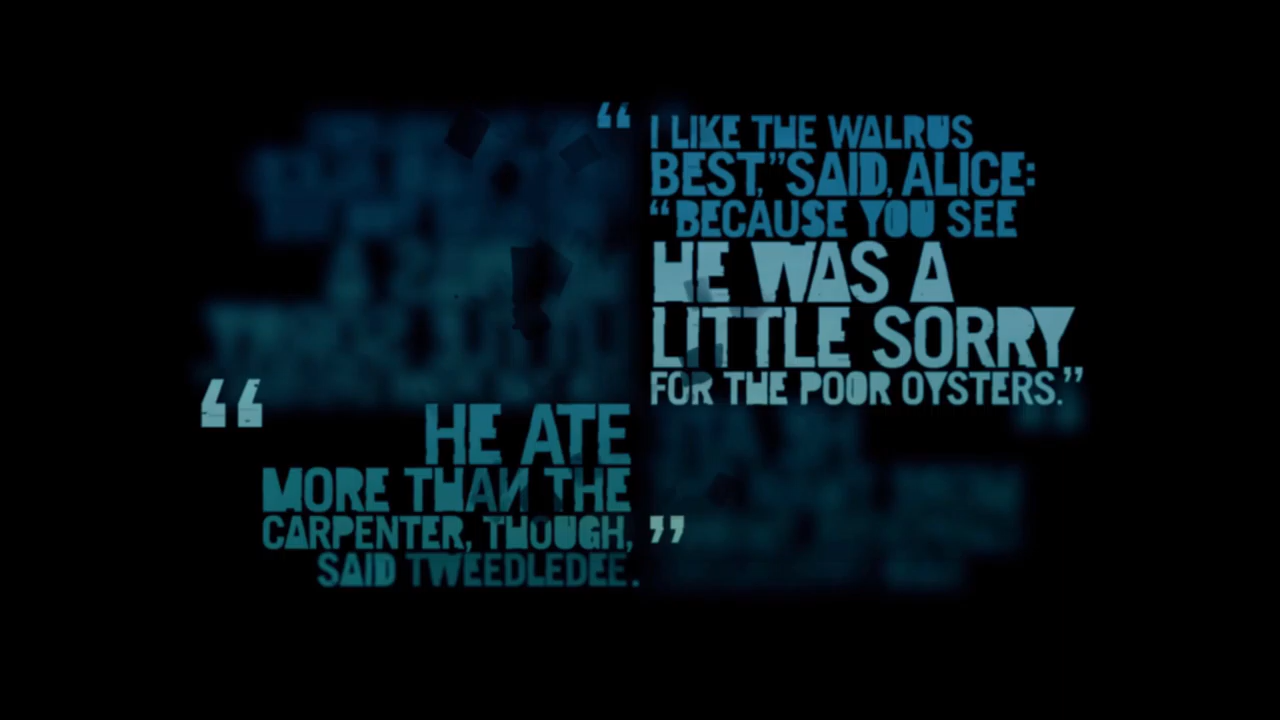 “ I LIKE THE WALRUS
BEST,” SAID, ALICE:
“ BECAUSE YOU SEE
HE WAS A
LITTLE SORRY
FOR THE POOR OYSTERS.”
“ HE ATE
MORE THAN THE
CARPENTER, THOUGH, ”
SAID TWEEDLEDEE.